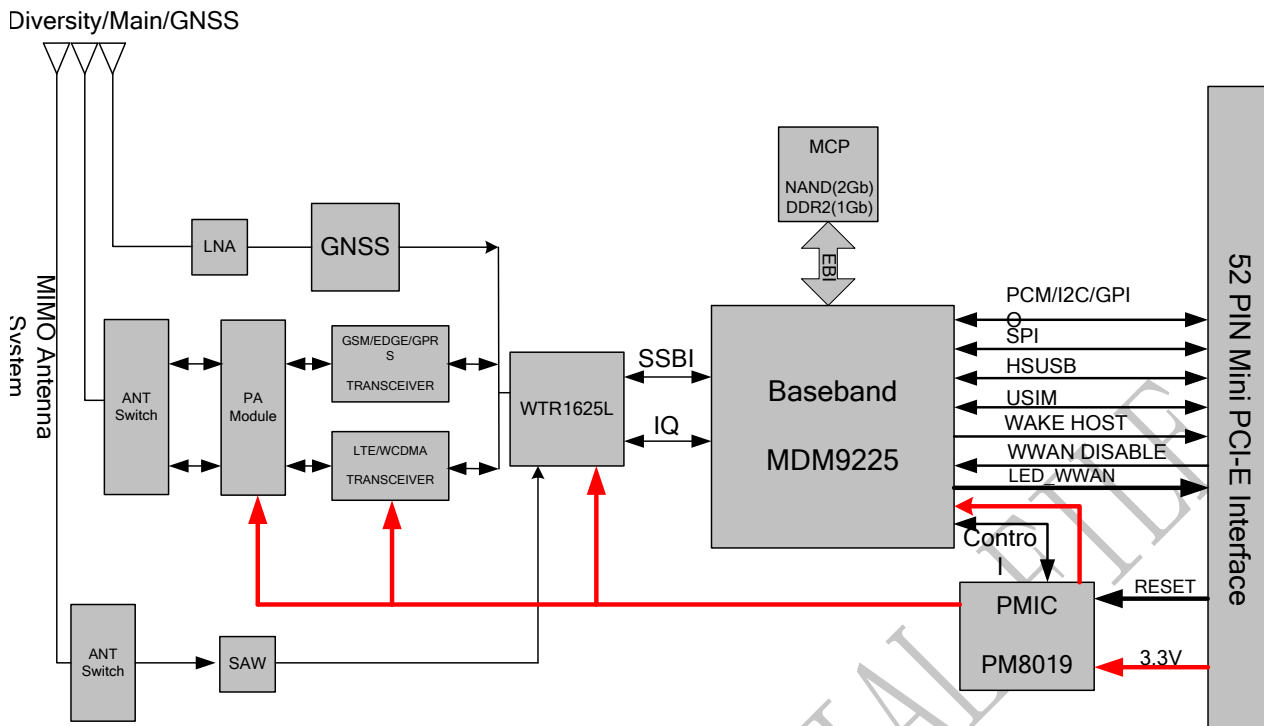 Diversity/Main/GNSS
MCP
NAND(2Gb)
DDR2(1Gb)
EBI
LNA
GNSS
MIMO Antenna
System
ANT
Switch
PA
Module
GSM/EDGE/GPR
S
TRANSCEIVER
LTE/WCDMA
TRANSCEIVER
WTR1625L
SSBI
IQ
Baseband
MDM9225
PCM/I2C/GPI
O
SPI
HSUSB
USIM
WAKE HOST
WWAN DISABLE
LED_WWAN
52 PIN Mini PCI-E Interface
Contro
l
PMIC
PM8019
RESET
3.3V
ANT
Switch
SAW